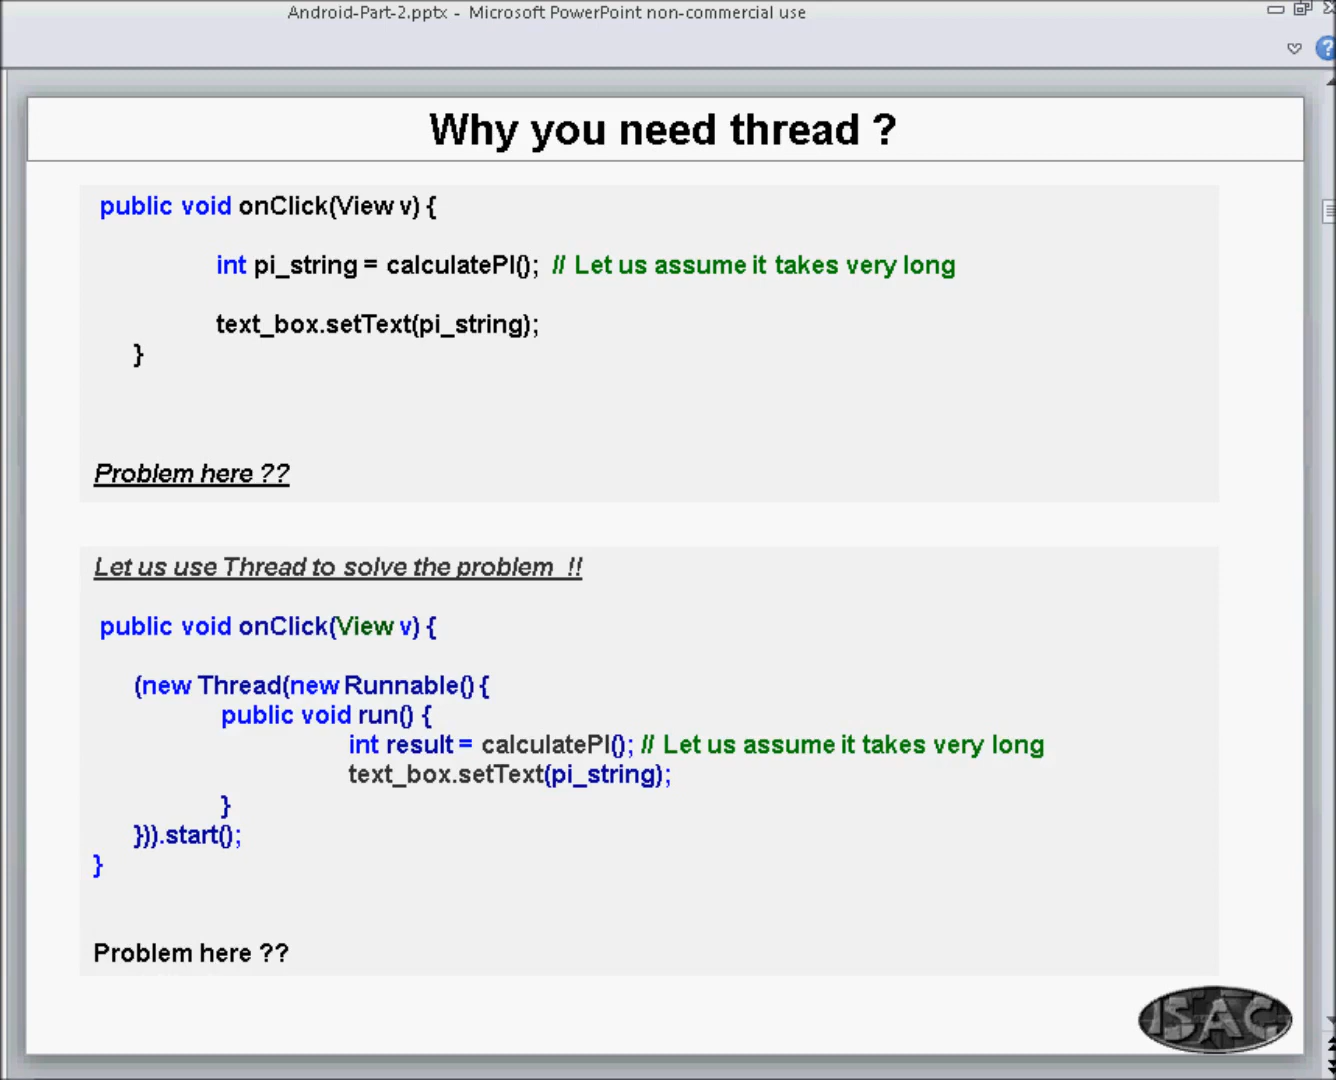 Android-Part-2.pptx - Microsoft PowerPoint non-commercial use
Why you need thread ?
public void onClick(View v) {
int pi_string = calculatePI(); // Let us assume it takes very long
text_box.setText(pi_string);
}
Problem here ??
Let us use Thread to solve the problem !!
public void onClick(View v) {
(new Thread(new Runnable() {
public void run() {
int result = calculatePI(); // Let us assume it takes very long
text_box.setText(pi_string);
}
})).start();
}
Problem here ??
ISAC